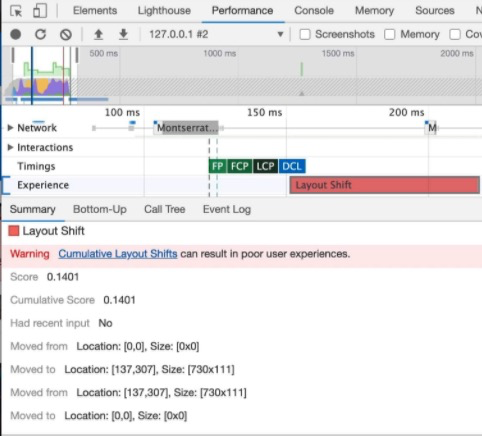 Elements Lighthouse Performance Console Memory Sources
127.0.0.1 #2 Screenshots Memory
500 ms 1000 ms 1500 ms 2000 ms
100 ms 150 ms 200 ms
Network Montserrat... M
Interactions
Timings FP FCP LCP DCL
Experience Layout Shift
Summary Bottom-Up Call Tree Event Log
Layout Shift
Warning Cumulative Layout Shifts can result in poor user experiences.
Score 0.1401
Cumulative Score 0.1401
Had recent input No
Moved from Location: [0,0], Size: [0x0]
Moved to Location: [137,307], Size: [730x111]
Moved from Location: [137,307], Size: [730x111]
Moved to Location: [0,0], Size: [0x0]